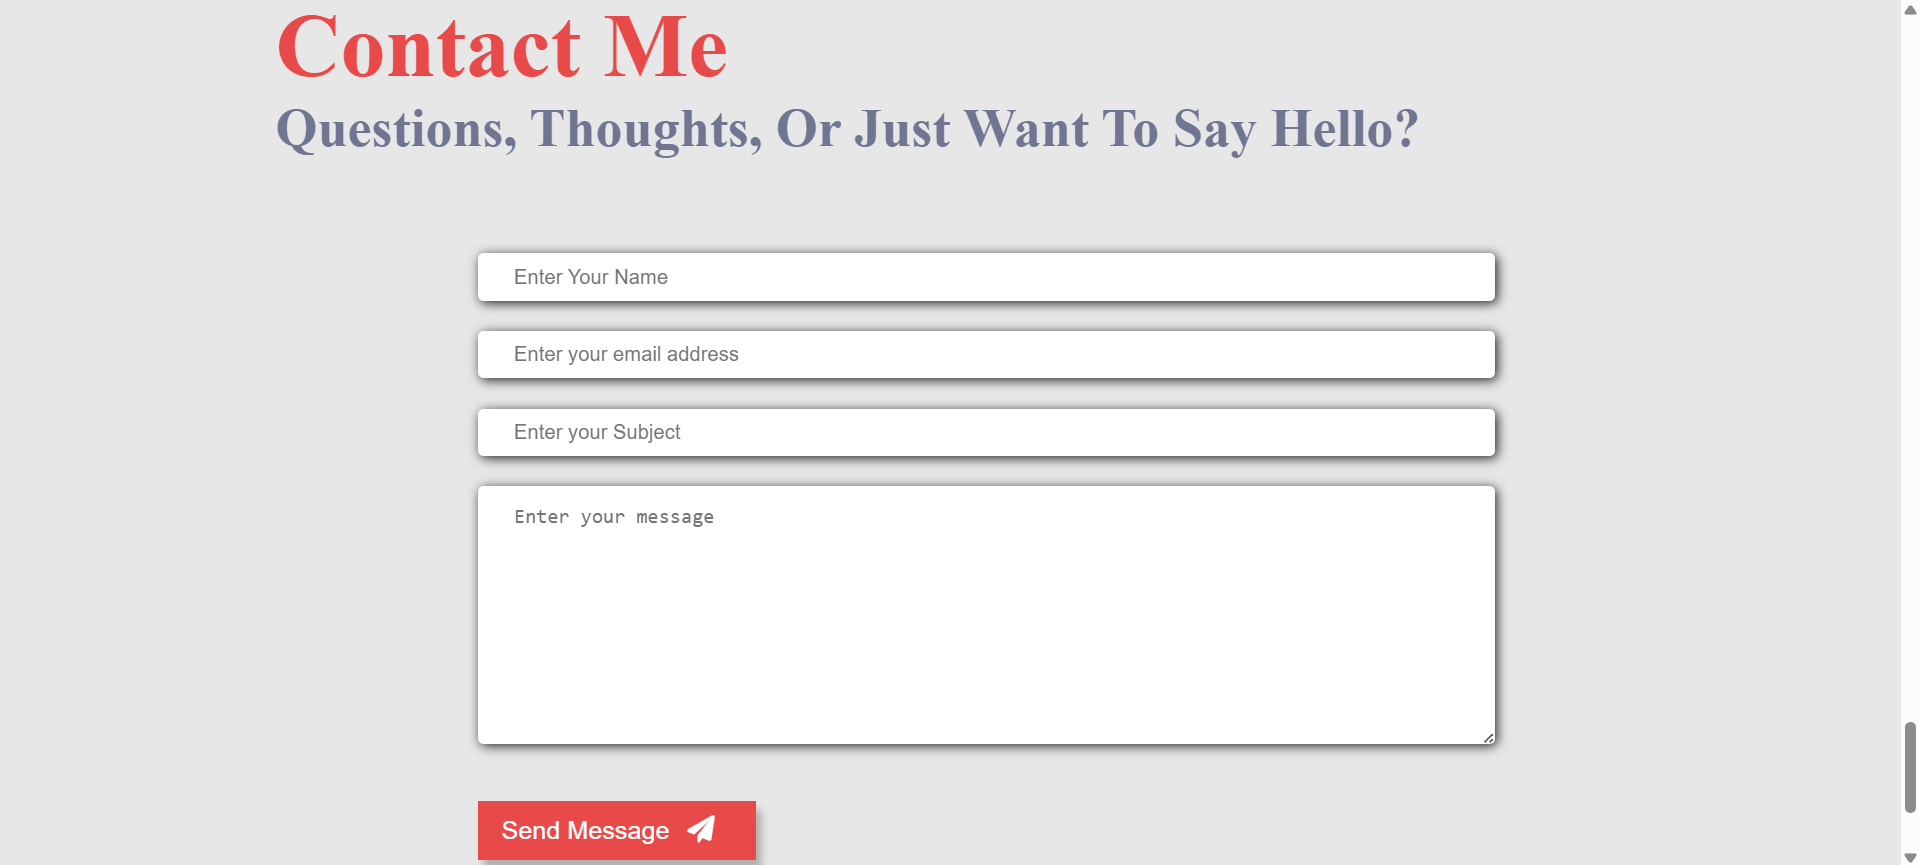 Contact Me
Questions, Thoughts, Or Just Want To Say Hello?
Enter Your Name
Enter your email address
Enter your Subject
Enter your message
Send Message